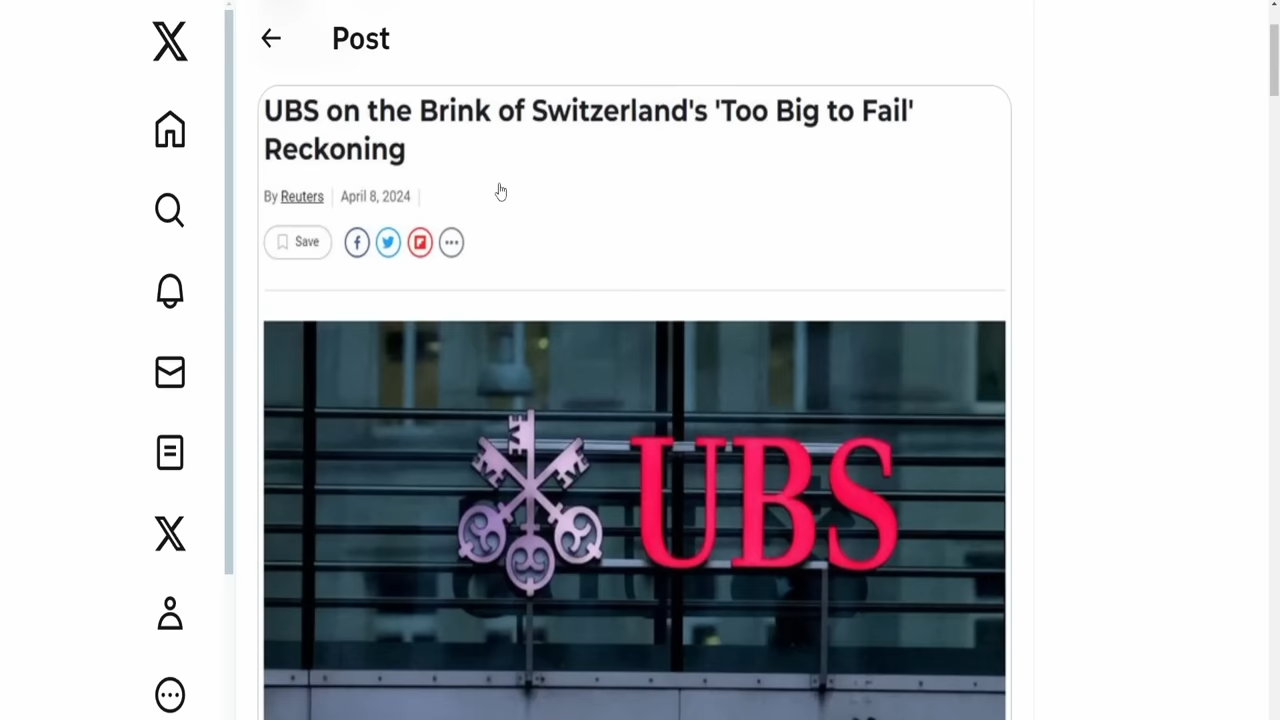 Post
UBS on the Brink of Switzerland's 'Too Big to Fail'
Reckoning
By Reuters April 8, 2024
Save
UBS